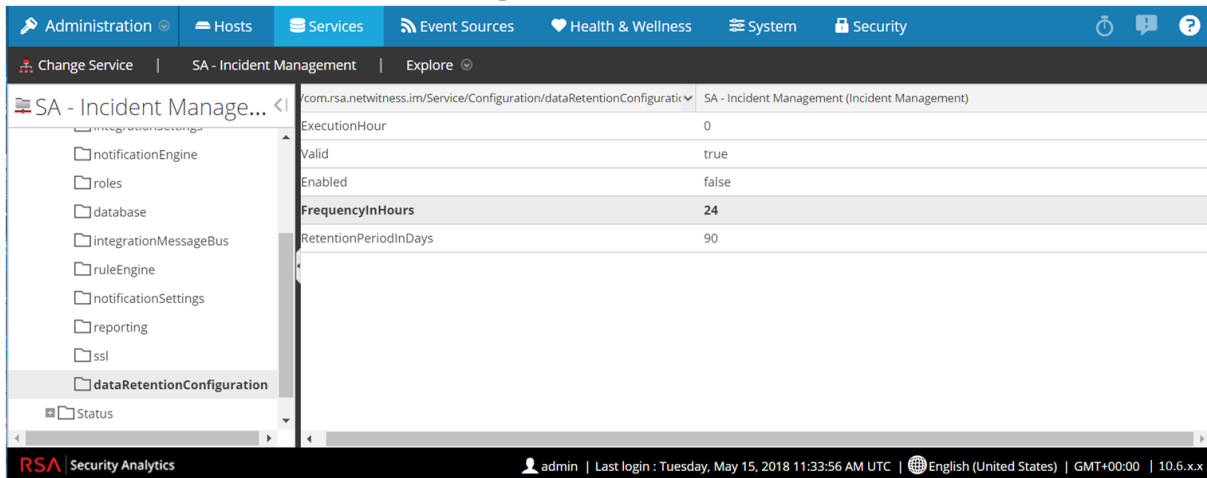 Administration Hosts Services Event Sources Health & Wellness System Security
Change Service | SA - Incident Management | Explore
SA - Incident Manage...
/com.rsa.netwitness.im/Service/Configuration/dataRetentionConfiguratic SA - Incident Management (Incident Management)
integrationSettings
ExecutionHour 0
notificationEngine
Valid true
roles
Enabled false
database
FrequencyInHours 24
integrationMessageBus
RetentionPeriodInDays 90
ruleEngine
notificationSettings
reporting
ssl
dataRetentionConfiguration
Status
RSA Security Analytics admin | Last login : Tuesday, May 15, 2018 11:33:56 AM UTC | English (United States) | GMT+00:00 | 10.6.x.x